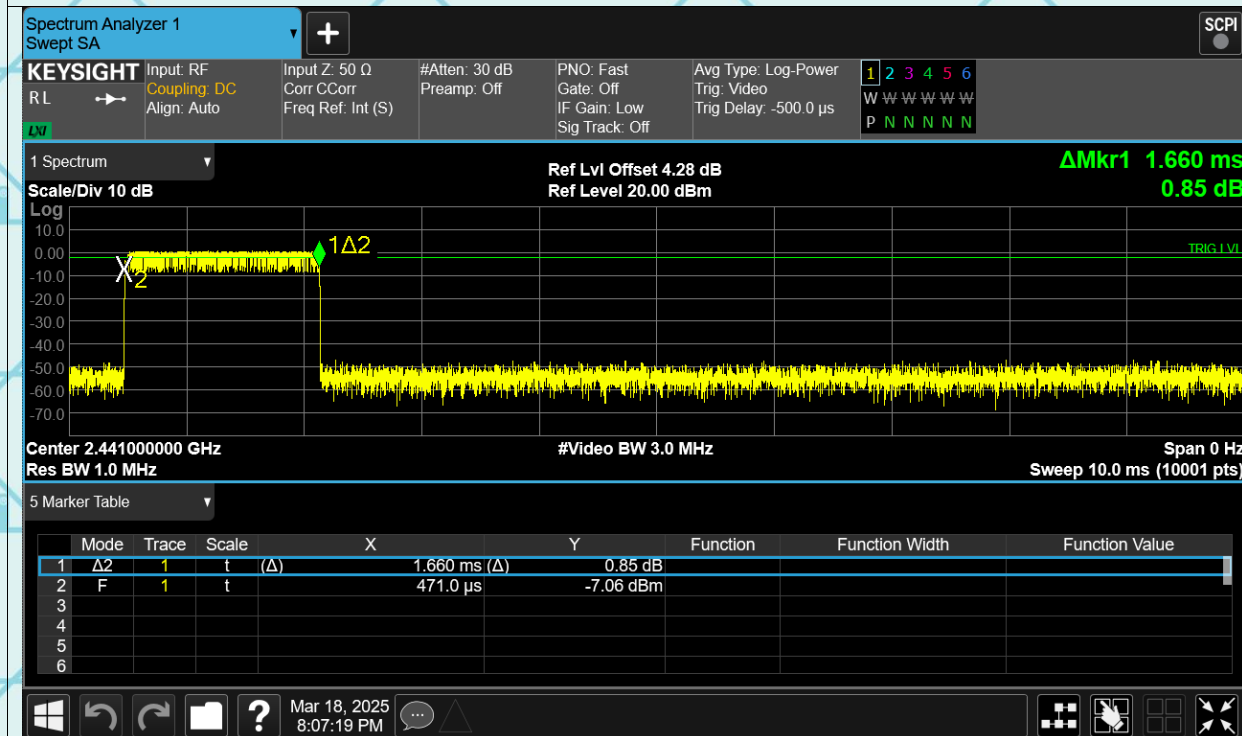 Spectrum Analyzer 1
Swept SA
+
SCPI
KEYSIGHT
RL
LXI
Input: RF
Coupling: DC
Align: Auto
Input Z: 50 Ω
Corr CCorr
Freq Ref: Int (S)
#Atten: 30 dB
Preamp: Off
PNO: Fast
Gate: Off
IF Gain: Low
Sig Track: Off
Avg Type: Log-Power
Trig: Video
Trig Delay: -500.0 µs
1 2 3 4 5 6
W W W W W W
P N N N N N
1 Spectrum
Scale/Div 10 dB
Ref Lvl Offset 4.28 dB
Ref Level 20.00 dBm
ΔMkr1 1.660 ms
0.85 dB
Log
10.0
0.00
-10.0
-20.0
-30.0
-40.0
-50.0
-60.0
-70.0
1Δ2
X2
TRIG LVL
Center 2.441000000 GHz
#Video BW 3.0 MHz
Span 0 Hz
Res BW 1.0 MHz
Sweep 10.0 ms (10001 pts)
5 Marker Table
Mode Trace Scale X Y Function Function Width Function Value
1 Δ2 1 t (Δ) 1.660 ms (Δ) 0.85 dB
2 F 1 t 471.0 µs -7.06 dBm
3
4
5
6
?
Mar 18, 2025
8:07:19 PM